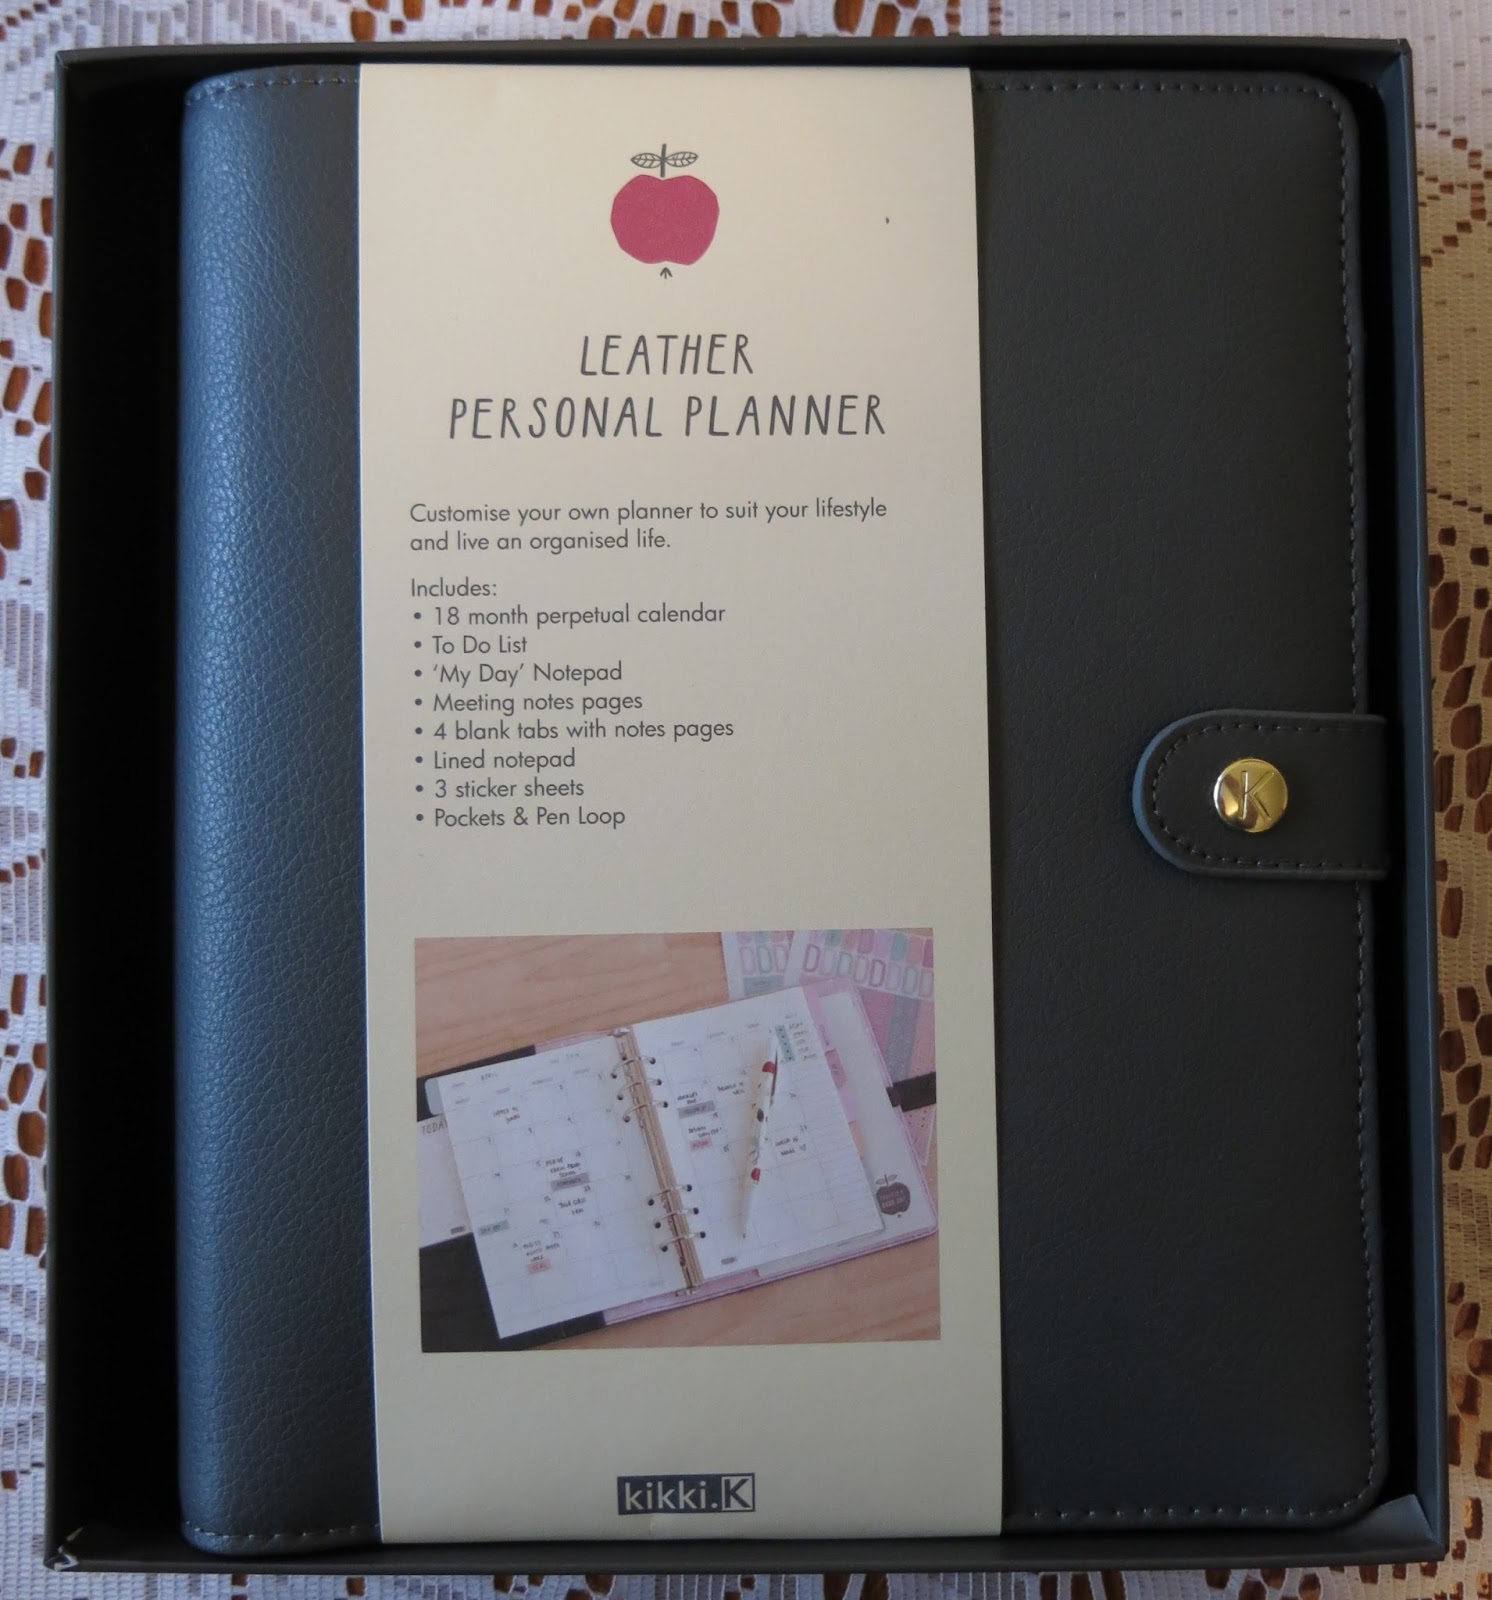 LEATHER
PERSONAL PLANNER
Customise your own planner to suit your lifestyle
and live an organised life.
Includes:
• 18 month perpetual calendar
• To Do List
• ‘My Day’ Notepad
• Meeting notes pages
• 4 blank tabs with notes pages
• Lined notepad
• 3 sticker sheets
• Pockets & Pen Loop
K
TODAY
APRIL
kikki.K